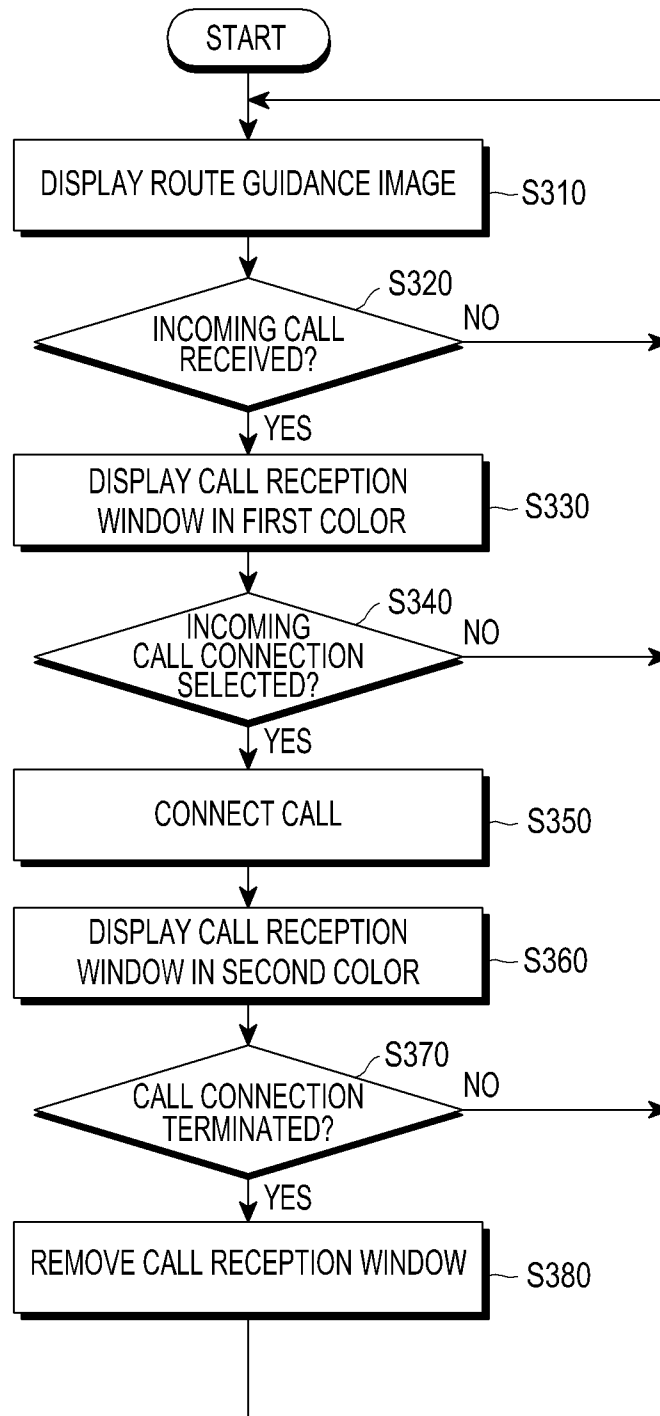 START
DISPLAY ROUTE GUIDANCE IMAGE
S310
S320
INCOMING CALL
RECEIVED?
NO
YES
DISPLAY CALL RECEPTION
WINDOW IN FIRST COLOR
S330
S340
INCOMING
CALL CONNECTION
SELECTED?
NO
YES
CONNECT CALL
S350
DISPLAY CALL RECEPTION
WINDOW IN SECOND COLOR
S360
S370
CALL CONNECTION
TERMINATED?
NO
YES
REMOVE CALL RECEPTION WINDOW
S380